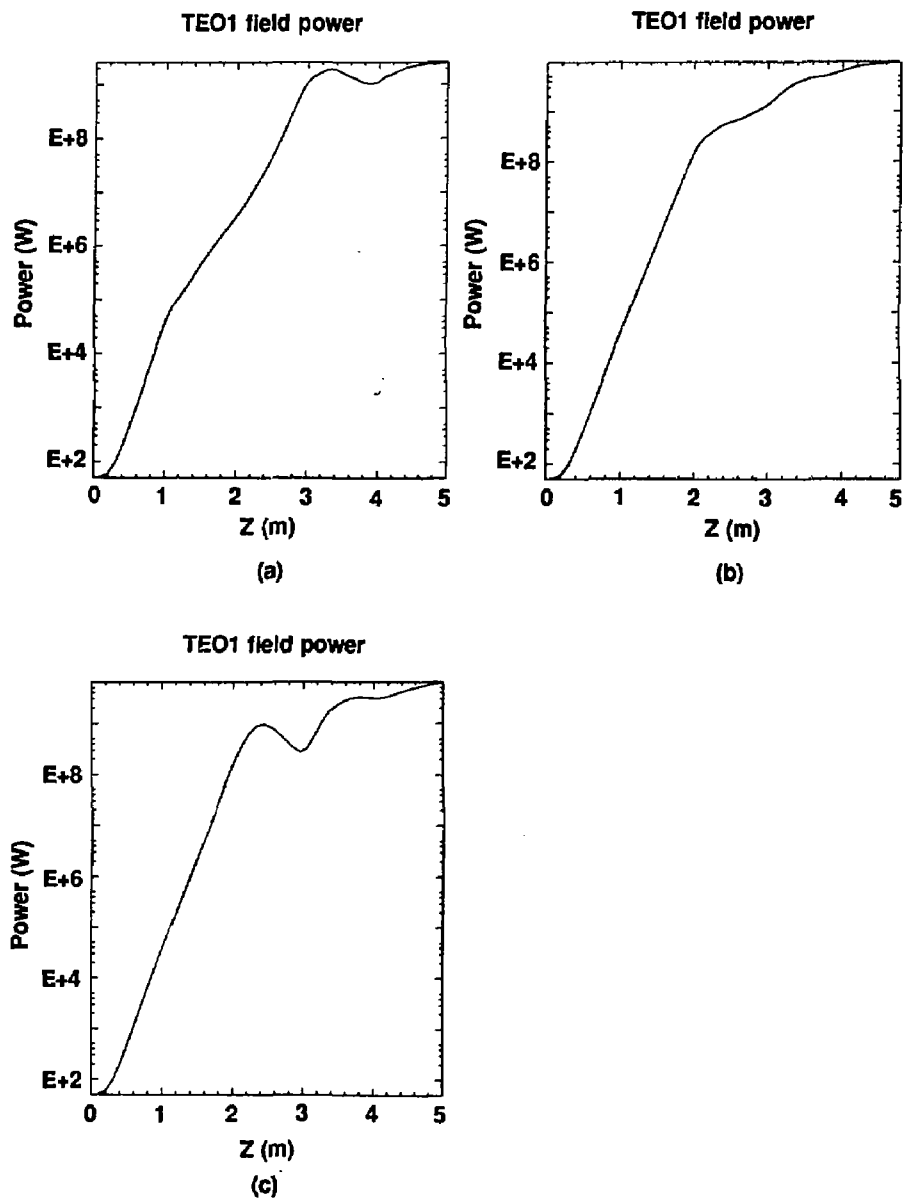 TEO1 field power
E+8
E+6
E+4
E+2
Power (W)
0 1 2 3 4 5
Z (m)
(a)
TEO1 field power
E+8
E+6
E+4
E+2
Power (W)
0 1 2 3 4 5
Z (m)
(b)
TEO1 field power
E+8
E+6
E+4
E+2
Power (W)
0 1 2 3 4 5
Z (m)
(c)